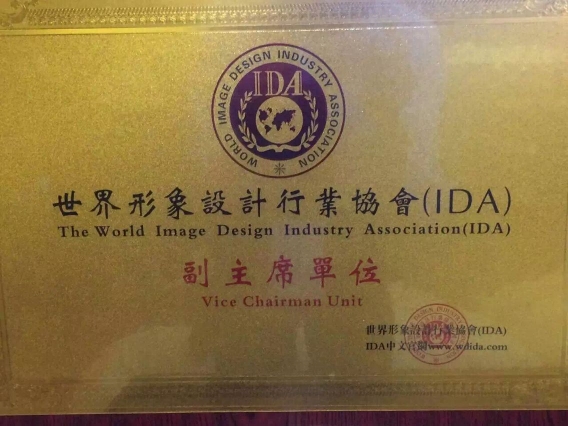 WORLD IMAGE DESIGN INDUSTRY ASSOCIATION
IDA
世界形象設計行業協會(IDA)
The World Image Design Industry Association(IDA)
副主席單位
Vice Chairman Unit
世界形象設計行業協會(IDA)
IDA中文官網www.wdida.com